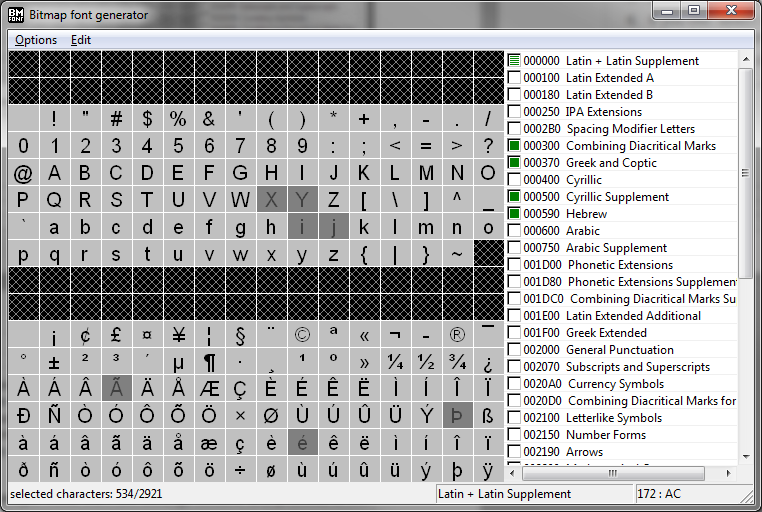 BM FONT Bitmap font generator
Options Edit
! " # $ % & ' ( ) * + , - . /
0 1 2 3 4 5 6 7 8 9 : ; < = > ?
@ A B C D E F G H I J K L M N O
P Q R S T U V W X Y Z [ \ ] ^ _
` a b c d e f g h i j k l m n o
p q r s t u v w x y z { | } ~
¡ ¢ £ ¤ ¥ ¦ § ¨ © ª « ¬ - ® ¯
° ± ² ³ ´ µ ¶ · ¸ ¹ º » ¼ ½ ¾ ¿
À Á Â Ã Ä Å Æ Ç È É Ê Ë Ì Í Î Ï
Ð Ñ Ò Ó Ô Õ Ö × Ø Ù Ú Û Ü Ý Þ ß
à á â ã ä å æ ç è é ê ë ì í î ï
ð ñ ò ó ô õ ö ÷ ø ù ú û ü ý þ ÿ
000000 Latin + Latin Supplement
000100 Latin Extended A
000180 Latin Extended B
000250 IPA Extensions
0002B0 Spacing Modifier Letters
000300 Combining Diacritical Marks
000370 Greek and Coptic
000400 Cyrillic
000500 Cyrillic Supplement
000590 Hebrew
000600 Arabic
000750 Arabic Supplement
001D00 Phonetic Extensions
001D80 Phonetic Extensions Supplemen
001DC0 Combining Diacritical Marks Su
001E00 Latin Extended Additional
001F00 Greek Extended
002000 General Punctuation
002070 Subscripts and Superscripts
0020A0 Currency Symbols
0020D0 Combining Diacritical Marks for
002100 Letterlike Symbols
002150 Number Forms
002190 Arrows
selected characters: 534/2921
Latin + Latin Supplement
172 : AC